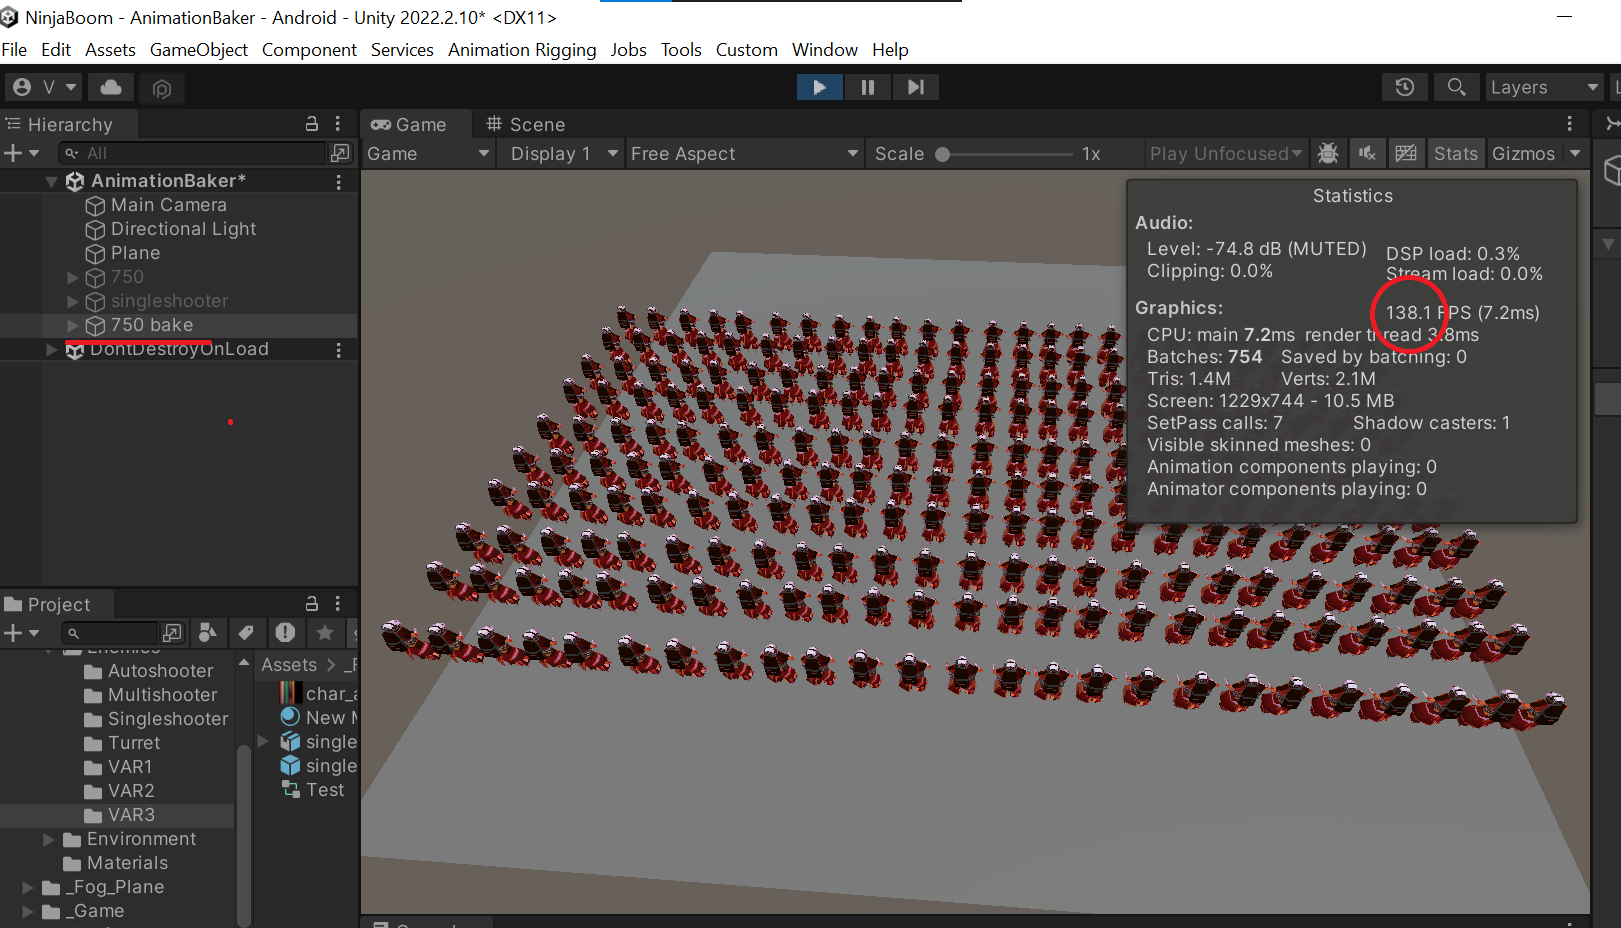 NinjaBoom - AnimationBaker - Android - Unity 2022.2.10* <DX11>
File Edit Assets GameObject Component Services Animation Rigging Jobs Tools Custom Window Help
V
Layers
Hierarchy
Game
Scene
All
Game
Display 1
Free Aspect
Scale
1x
Play Unfocused
Stats
Gizmos
AnimationBaker*
Main Camera
Directional Light
Plane
750
singleshooter
750 bake
DontDestroyOnLoad
Statistics
Audio:
Level: -74.8 dB (MUTED)
DSP load: 0.3%
Clipping: 0.0%
Stream load: 0.0%
Graphics:
138.1 FPS (7.2ms)
CPU: main 7.2ms render thread 3.8ms
Batches: 754 Saved by batching: 0
Tris: 1.4M Verts: 2.1M
Screen: 1229x744 - 10.5 MB
SetPass calls: 7 Shadow casters: 1
Visible skinned meshes: 0
Animation components playing: 0
Animator components playing: 0
Project
Enemies
Autoshooter
Multishooter
Singleshooter
Turret
VAR1
VAR2
VAR3
Environment
Materials
_Fog_Plane
_Game
Assets >
char_a
New M
single
single
Test